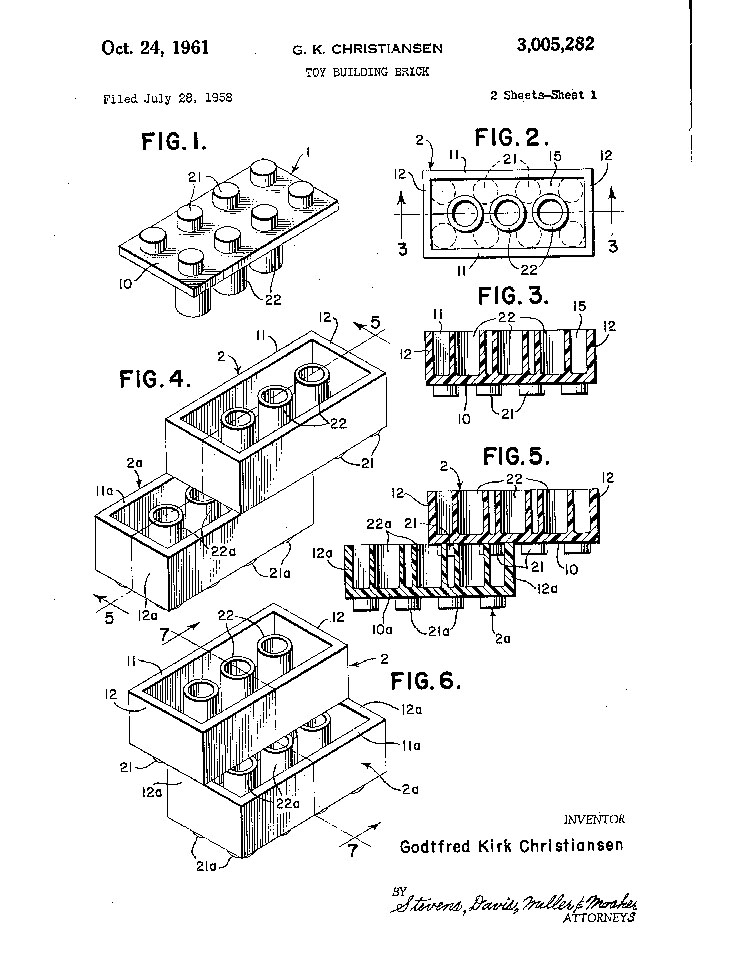 Oct. 24, 1961 G. K. CHRISTIANSEN 3,005,282
TOY BUILDING BRICK
Filed July 28, 1958 2 Sheets-Sheet 1
FIG. 1.
1
21
10
22
FIG. 2.
2
11
21
15
12
12
3
3
11
22
FIG. 3.
11
22
15
12
12
10
21
FIG. 4.
12
5
11
2
22
21
2a
11a
22a
21a
12a
5
FIG. 5.
2
22
12
12
22a
21
12a
21
10
12a
10a
21a
2a
FIG. 6.
7
22
12
11
2
12
12a
11a
21
12a
22a
2a
21a
7
INVENTOR
Godtfred Kirk Christiansen
BY
Stevens, Davis, Miller & Mosher
ATTORNEYS